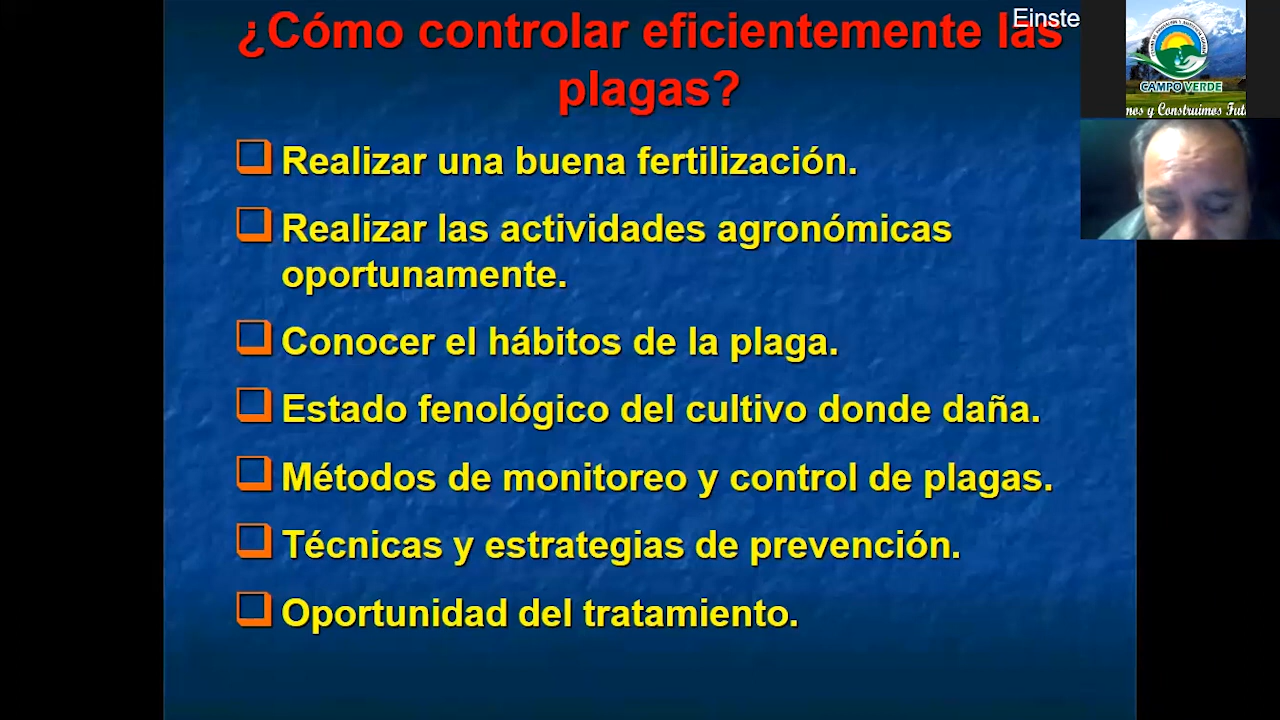 ¿Cómo controlar eficientemente las
plagas?
Einste
CAMPO VERDE
mos y Construimos Fut
Realizar una buena fertilización.
Realizar las actividades agronómicas
oportunamente.
Conocer el hábitos de la plaga.
Estado fenológico del cultivo donde daña.
Métodos de monitoreo y control de plagas.
Técnicas y estrategias de prevención.
Oportunidad del tratamiento.